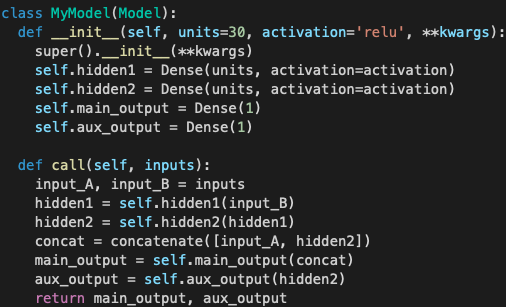 class MyModel(Model):
  def __init__(self, units=30, activation='relu', **kwargs):
    super().__init__(**kwargs)
    self.hidden1 = Dense(units, activation=activation)
    self.hidden2 = Dense(units, activation=activation)
    self.main_output = Dense(1)
    self.aux_output = Dense(1)

  def call(self, inputs):
    input_A, input_B = inputs
    hidden1 = self.hidden1(input_B)
    hidden2 = self.hidden2(hidden1)
    concat = concatenate([input_A, hidden2])
    main_output = self.main_output(concat)
    aux_output = self.aux_output(hidden2)
    return main_output, aux_output